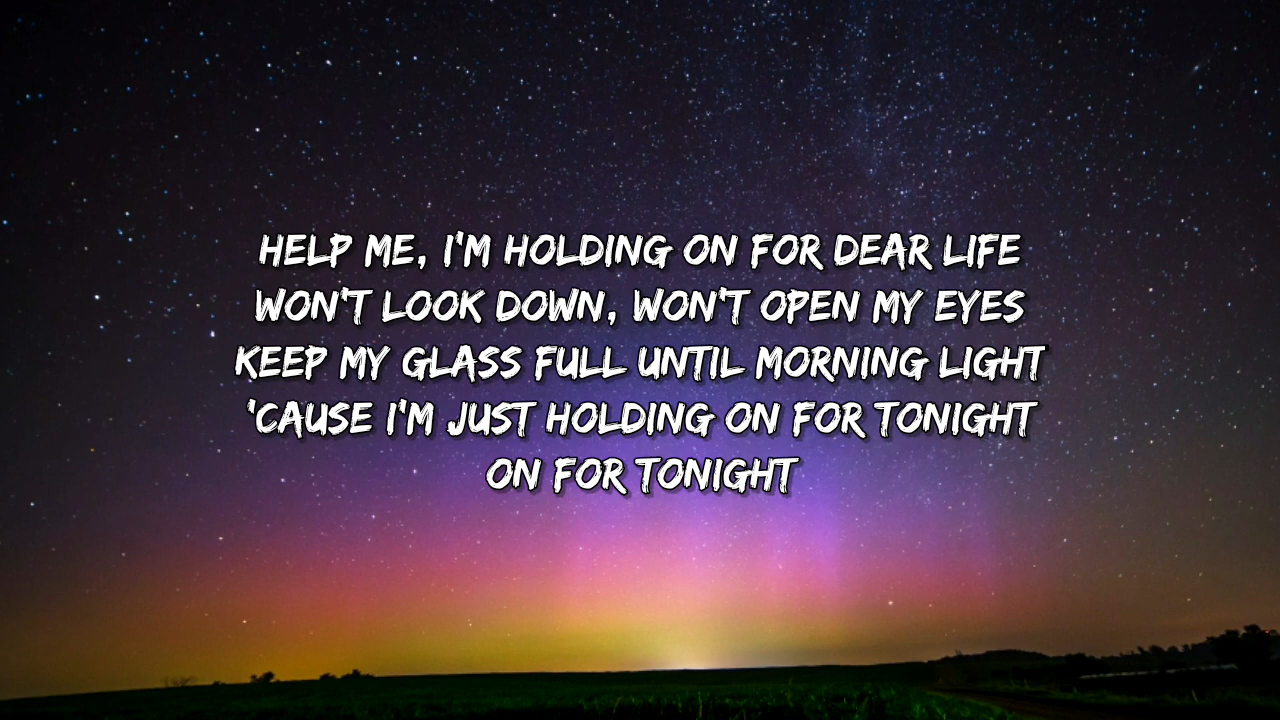 HELP ME, I'M HOLDING ON FOR DEAR LIFE
WON'T LOOK DOWN, WON'T OPEN MY EYES
KEEP MY GLASS FULL UNTIL MORNING LIGHT
'CAUSE I'M JUST HOLDING ON FOR TONIGHT
ON FOR TONIGHT